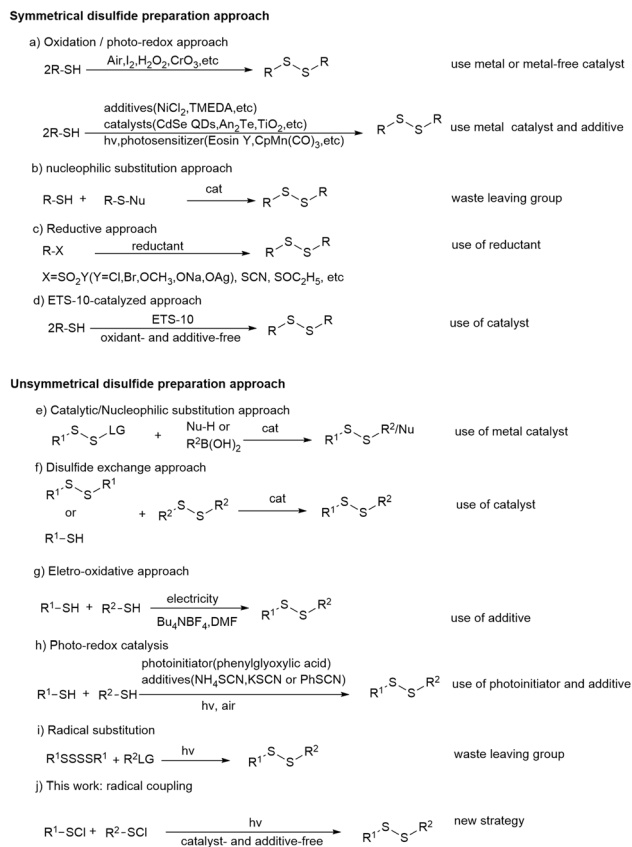 Symmetrical disulfide preparation approach
a) Oxidation / photo-redox approach
2R-SH Air,I2,H2O2,CrO3,etc R S S R use metal or metal-free catalyst
additives(NiCl2,TMEDA,etc)
2R-SH catalysts(CdSe QDs,An2Te,TiO2,etc) R S S R use metal catalyst and additive
hv,photosensitizer(Eosin Y,CpMn(CO)3,etc)
b) nucleophilic substitution approach
R-SH + R-S-Nu cat R S S R waste leaving group
c) Reductive approach
R-X reductant R S S R use of reductant
X=SO2Y(Y=Cl,Br,OCH3,ONa,OAg), SCN, SOC2H5, etc
d) ETS-10-catalyzed approach
2R-SH ETS-10 R S S R use of catalyst
oxidant- and additive-free
Unsymmetrical disulfide preparation approach
e) Catalytic/Nucleophilic substitution approach
R1 S S LG + Nu-H or cat R1 S S R2/Nu use of metal catalyst
R2B(OH)2
f) Disulfide exchange approach
R1 S S R1
or + R2 S S R2 cat R1 S S R2 use of catalyst
R1-SH
g) Eletro-oxidative approach
R1-SH + R2-SH electricity R1 S S R2 use of additive
Bu4NBF4,DMF
h) Photo-redox catalysis
photoinitiator(phenylglyoxylic acid)
additives(NH4SCN,KSCN or PhSCN)
R1-SH + R2-SH R1 S S R2 use of photoinitiator and additive
hv, air
i) Radical substitution
R1SSSSR1 + R2LG hv R1 S S R2 waste leaving group
j) This work: radical coupling
R1-SCl + R2-SCl hv R1 S S R2 new strategy
catalyst- and additive-free